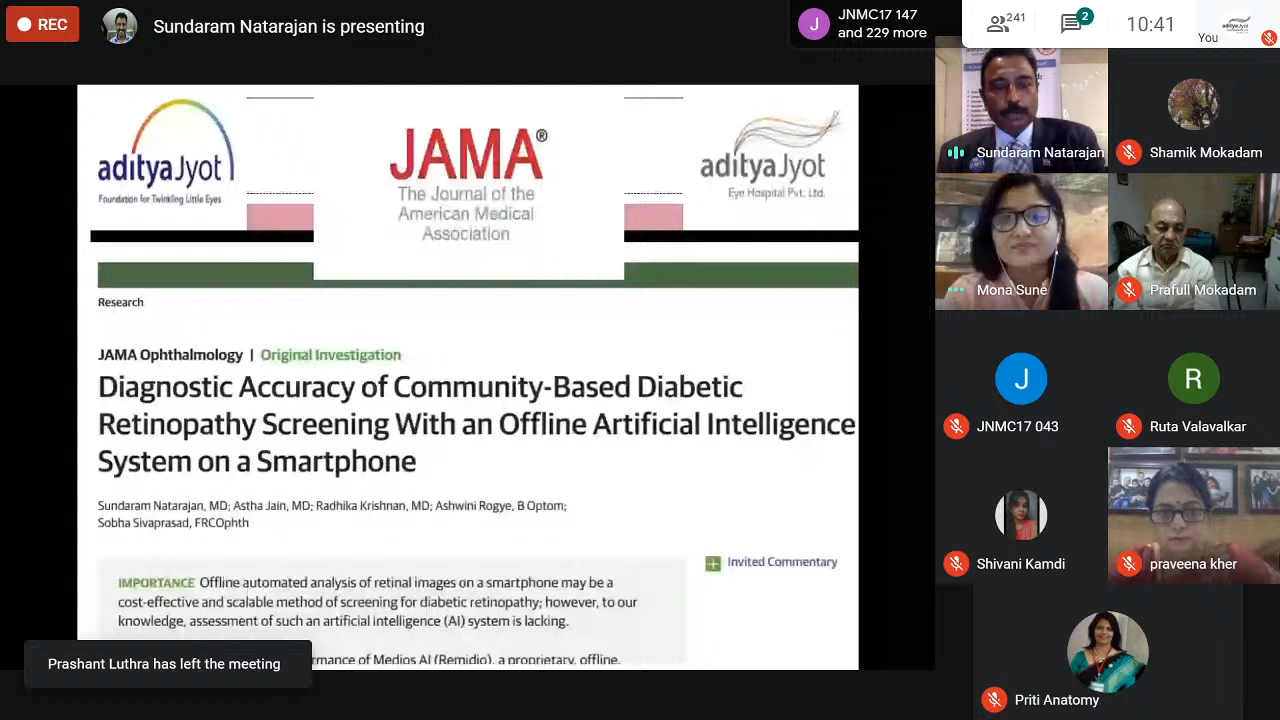 REC
Sundaram Natarajan is presenting
J
JNMC17 147
and 229 more
241
2
10:41
You
adityaJyot
Foundation for Twinkling Little Eyes
JAMA®
The Journal of the
American Medical
Association
adityaJyot
Eye Hospital Pvt. Ltd.
Research
JAMA Ophthalmology | Original Investigation
Diagnostic Accuracy of Community-Based Diabetic
Retinopathy Screening With an Offline Artificial Intelligence
System on a Smartphone
Sundaram Natarajan, MD; Astha Jain, MD; Radhika Krishnan, MD; Ashwini Rogye, B Optom;
Sobha Sivaprasad, FRCOphth
Invited Commentary
IMPORTANCE Offline automated analysis of retinal images on a smartphone may be a
cost-effective and scalable method of screening for diabetic retinopathy; however, to our
knowledge, assessment of such an artificial intelligence (AI) system is lacking.
rmance of Medios AI (Remidio), a proprietary, offline,
Prashant Luthra has left the meeting
Sundaram Natarajan
Shamik Mokadam
Mona Sune
Prafull Mokadam
J
JNMC17 043
R
Ruta Valavalkar
Shivani Kamdi
praveena kher
Priti Anatomy